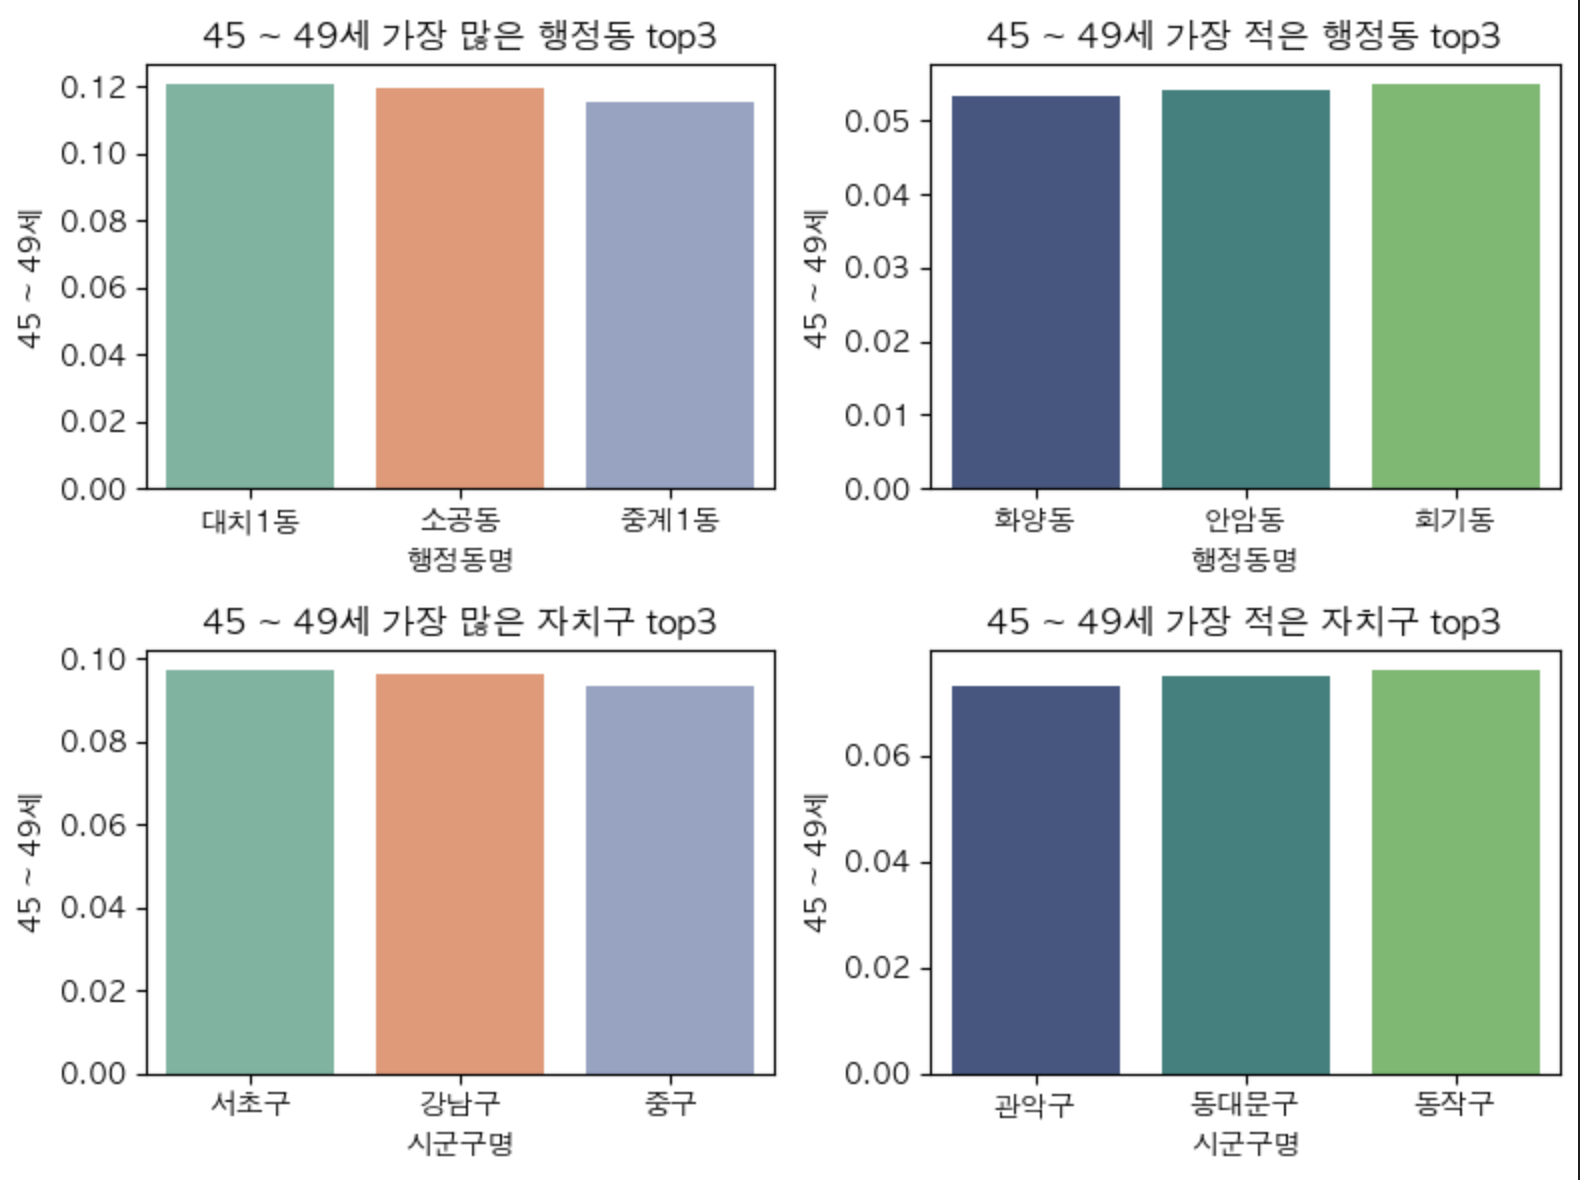 45 ~ 49세 가장 많은 행정동 top3
0.12
0.10
0.08
0.06
0.04
0.02
0.00
45 ~ 49세
대치1동 소공동 중계1동
행정동명
45 ~ 49세 가장 적은 행정동 top3
0.05
0.04
0.03
0.02
0.01
0.00
45 ~ 49세
화양동 안암동 회기동
행정동명
45 ~ 49세 가장 많은 자치구 top3
0.10
0.08
0.06
0.04
0.02
0.00
45 ~ 49세
서초구 강남구 중구
시군구명
45 ~ 49세 가장 적은 자치구 top3
0.06
0.04
0.02
0.00
45 ~ 49세
관악구 동대문구 동작구
시군구명